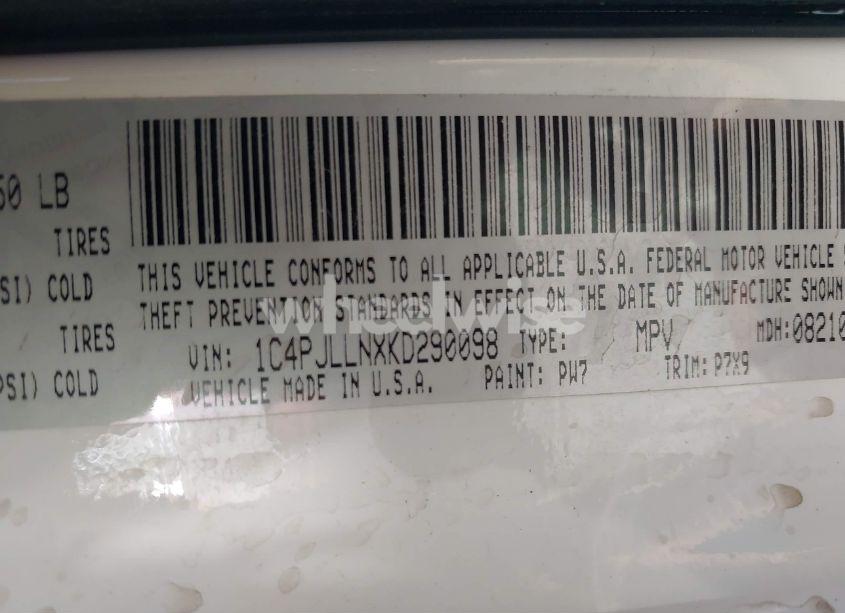 50 LB
TIRES
SI) COLD
TIRES
PSI) COLD
THIS VEHICLE CONFORMS TO ALL APPLICABLE U.S.A. FEDERAL MOTOR VEHICLE
THEFT PREVENTION STANDARDS IN EFFECT ON THE DATE OF MANUFACTURE SHOWN
VIN: 1C4PJLLNXKD290098 TYPE: MPV MDH:08210
VEHICLE MADE IN U.S.A. PAINT: PW7 TRIM: P7X9
wheelwise